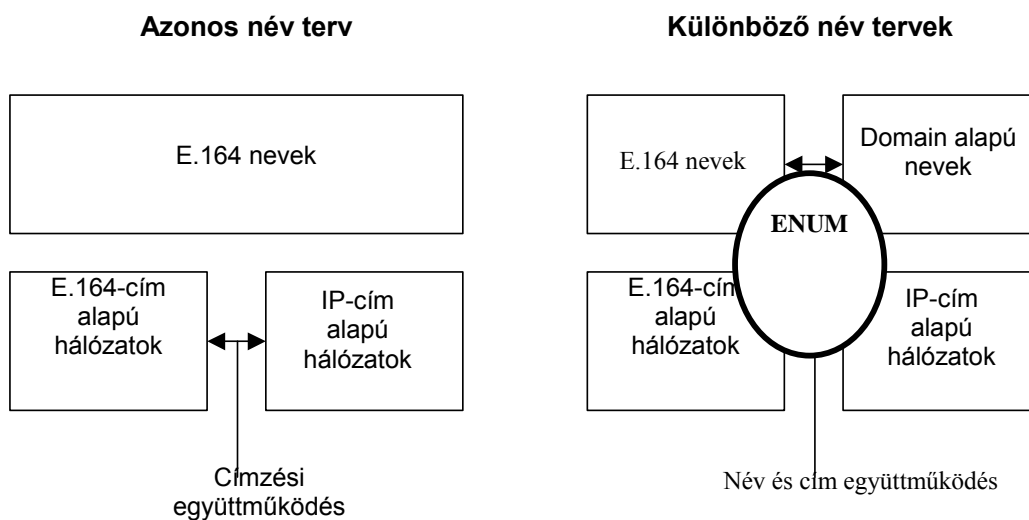 Azonos név terv
Különböző név tervek
E.164 nevek
E.164 nevek
Domain alapú
nevek
ENUM
E.164-cím
alapú
hálózatok
IP-cím
alapú
hálózatok
E.164-cím
alapú
hálózatok
IP-cím
alapú
hálózatok
Címzési
együttműködés
Név és cím együttműködés